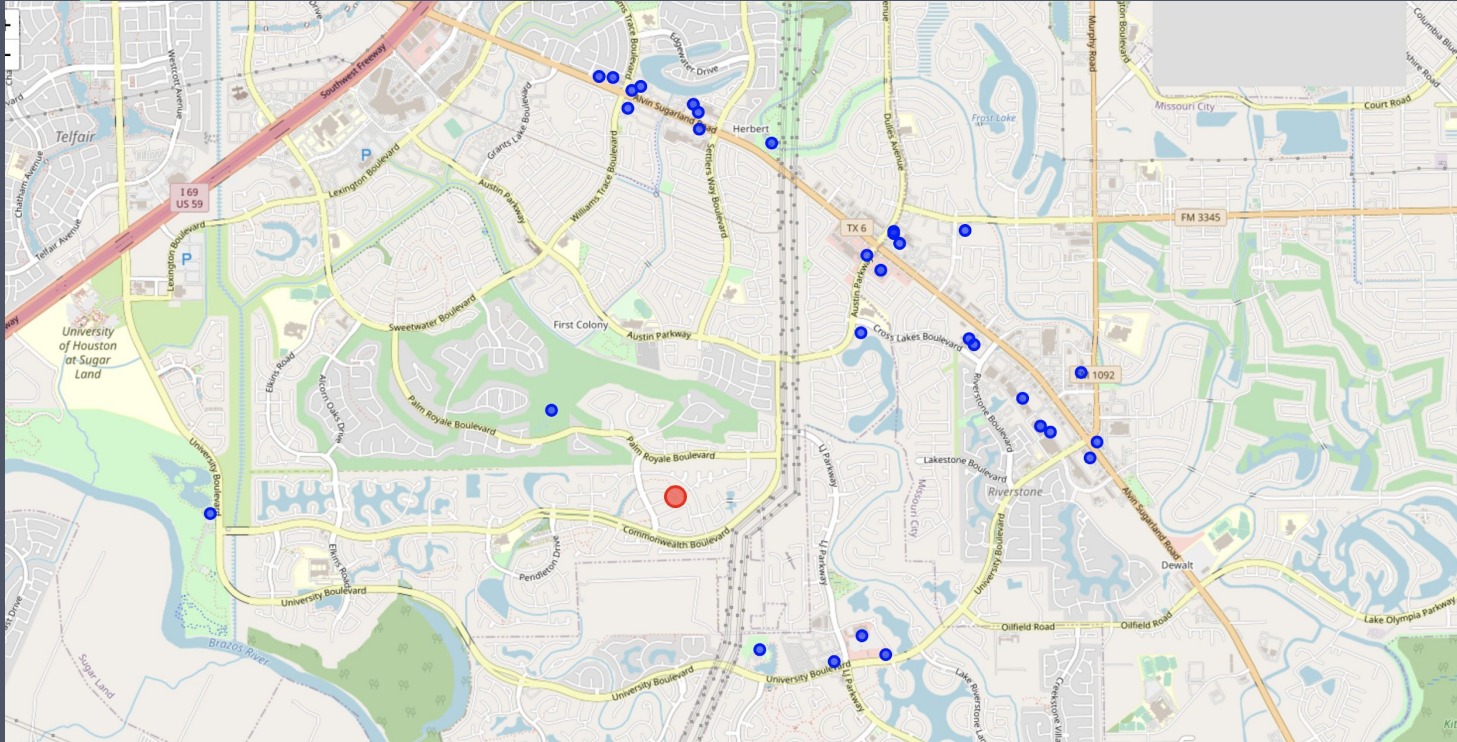 Southwest Freeway
Edgewater Drive
Dulles Avenue
Murphy Road
Court Road
Missouri City
Westcott Avenue
Telfair
Chatham Avenue
Telfair Avenue
I 69
US 59
P
Lexington Boulevard
Grants Lake Boulevard
Alvin Sugarland Road
Herbert
Frost Lake
Austin Parkway
Williams Trace Boulevard
Settlers Way Boulevard
TX 6
FM 3345
Lexington Boulevard
P
University
of Houston
at Sugar
Land
Sweetwater Boulevard
First Colony
Austin Parkway
Austin Parkway
Cross Lakes Boulevard
Elkins Road
Alcorn Oaks Drive
Palm Royale Boulevard
Palm Royale Boulevard
1092
Riverstone Boulevard
Lakestone Boulevard
Riverstone
University Boulevard
LJ Parkway
Missouri City
Commonwealth Boulevard
Elkins Road
Pendleton Drive
University Boulevard
LJ Parkway
University Boulevard
Alvin Sugarland Road
Dewalt
Brazos River
Sugar Land
Oilfield Road
Oilfield Road
Lake Olympia Parkway
University Boulevard
University Boulevard
LJ Parkway